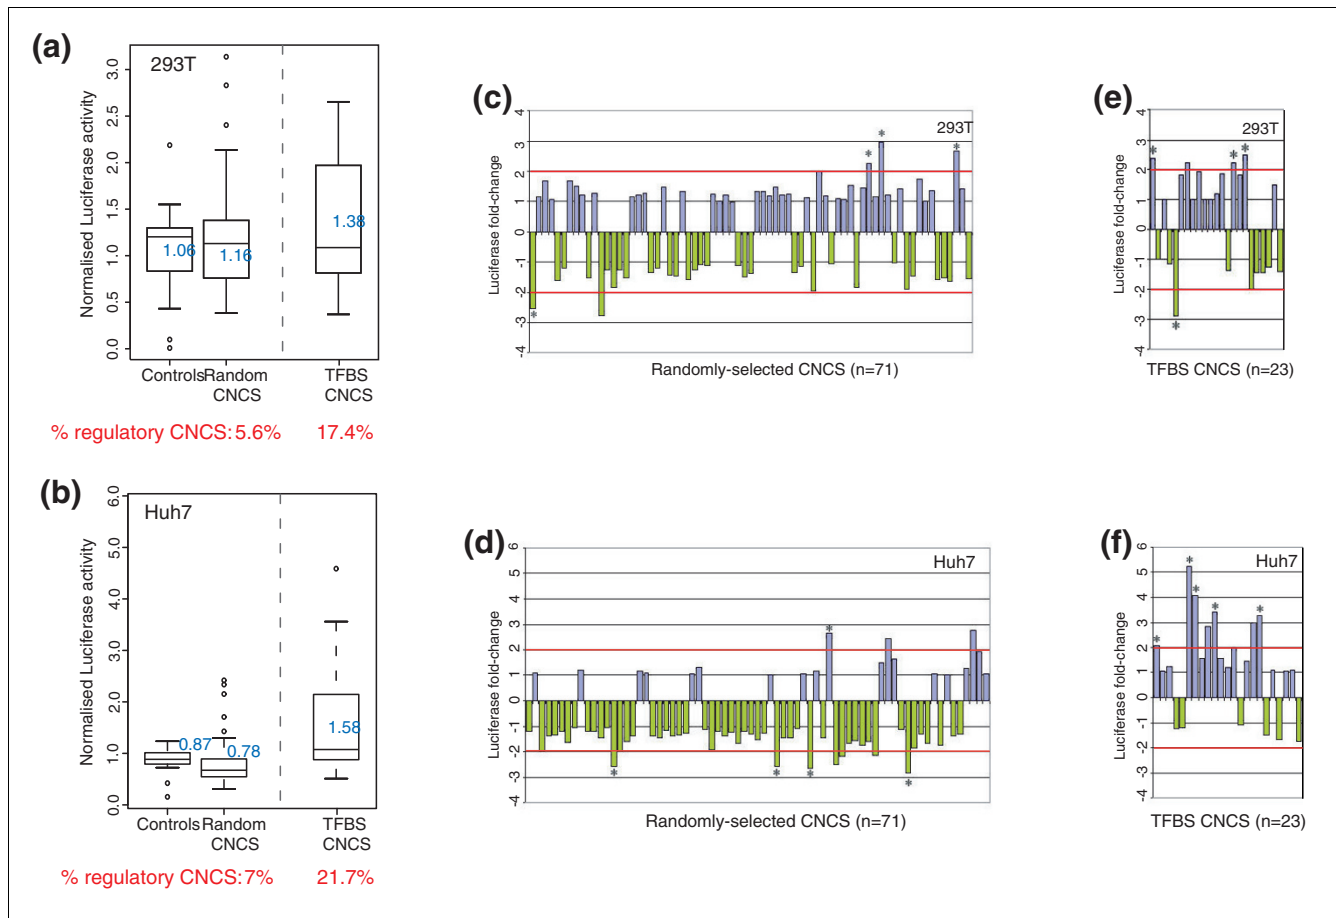 (a)
293T
Normalised Luciferase activity
3.0
2.5
2.0
1.5
1.0
0.5
0.0
1.06
1.16
1.38
Controls Random CNCS
TFBS CNCS
% regulatory CNCS: 5.6% 17.4%
(b)
Huh7
Normalised Luciferase activity
6.0
5.0
4.0
3.0
2.0
1.0
0.0
0.87
0.78
1.58
Controls Random CNCS
TFBS CNCS
% regulatory CNCS: 7% 21.7%
(c)
293T
Luciferase fold-change
4
3
2
1
0
-1
-2
-3
-4
* * * *
Randomly-selected CNCS (n=71)
(d)
Huh7
Luciferase fold-change
6
5
4
3
2
1
0
-1
-2
-3
-4
* * * * *
Randomly-selected CNCS (n=71)
(e)
293T
Luciferase fold-change
4
3
2
1
0
-1
-2
-3
-4
* * * *
TFBS CNCS (n=23)
(f)
Huh7
Luciferase fold-change
6
5
4
3
2
1
0
-1
-2
-3
-4
* * * * *
TFBS CNCS (n=23)